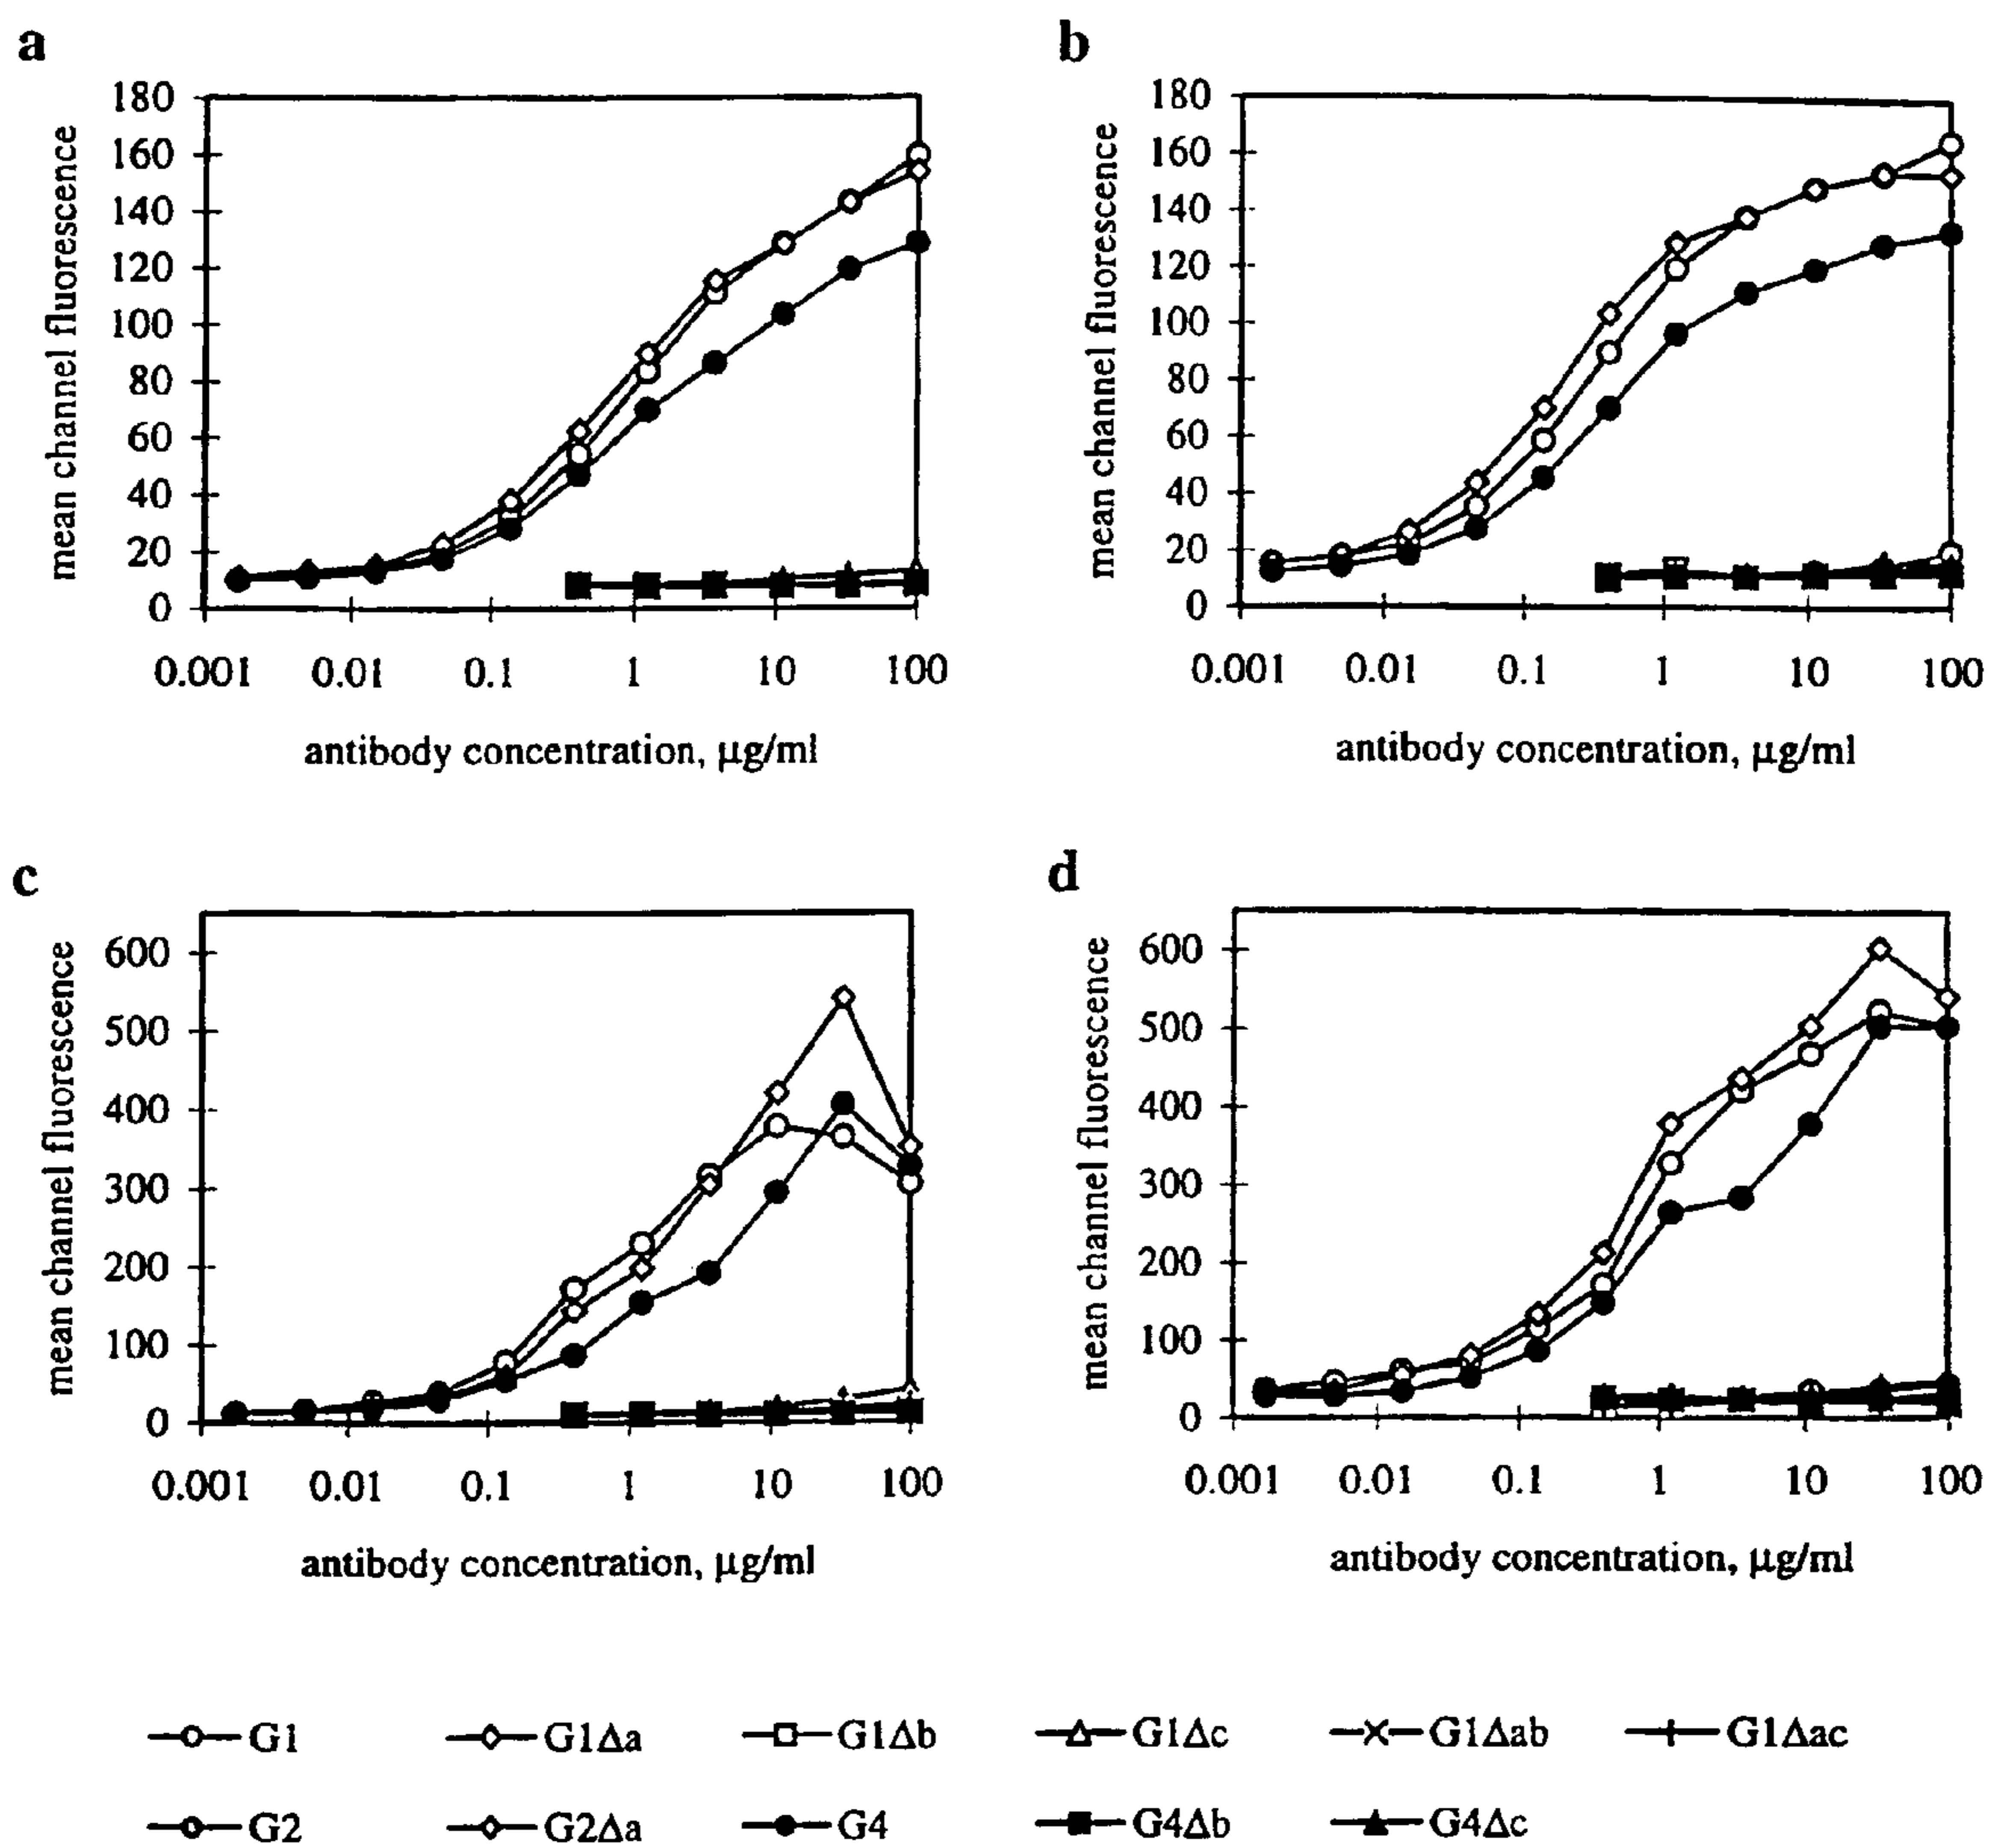 a
b
180
160
140
120
100
80
60
40
20
0
mean channel fluorescence
0.001 0.01 0.1 1 10 100
antibody concentration, µg/ml
180
160
140
120
100
80
60
40
20
0
mean channel fluorescence
0.001 0.01 0.1 1 10 100
antibody concentration, µg/ml
c
d
600
500
400
300
200
100
0
mean channel fluorescence
0.001 0.01 0.1 1 10 100
antibody concentration, µg/ml
600
500
400
300
200
100
0
mean channel fluorescence
0.001 0.01 0.1 1 10 100
antibody concentration, µg/ml
G1 G1Δa G1Δb G1Δc G1Δab G1Δac
G2 G2Δa G4 G4Δb G4Δc